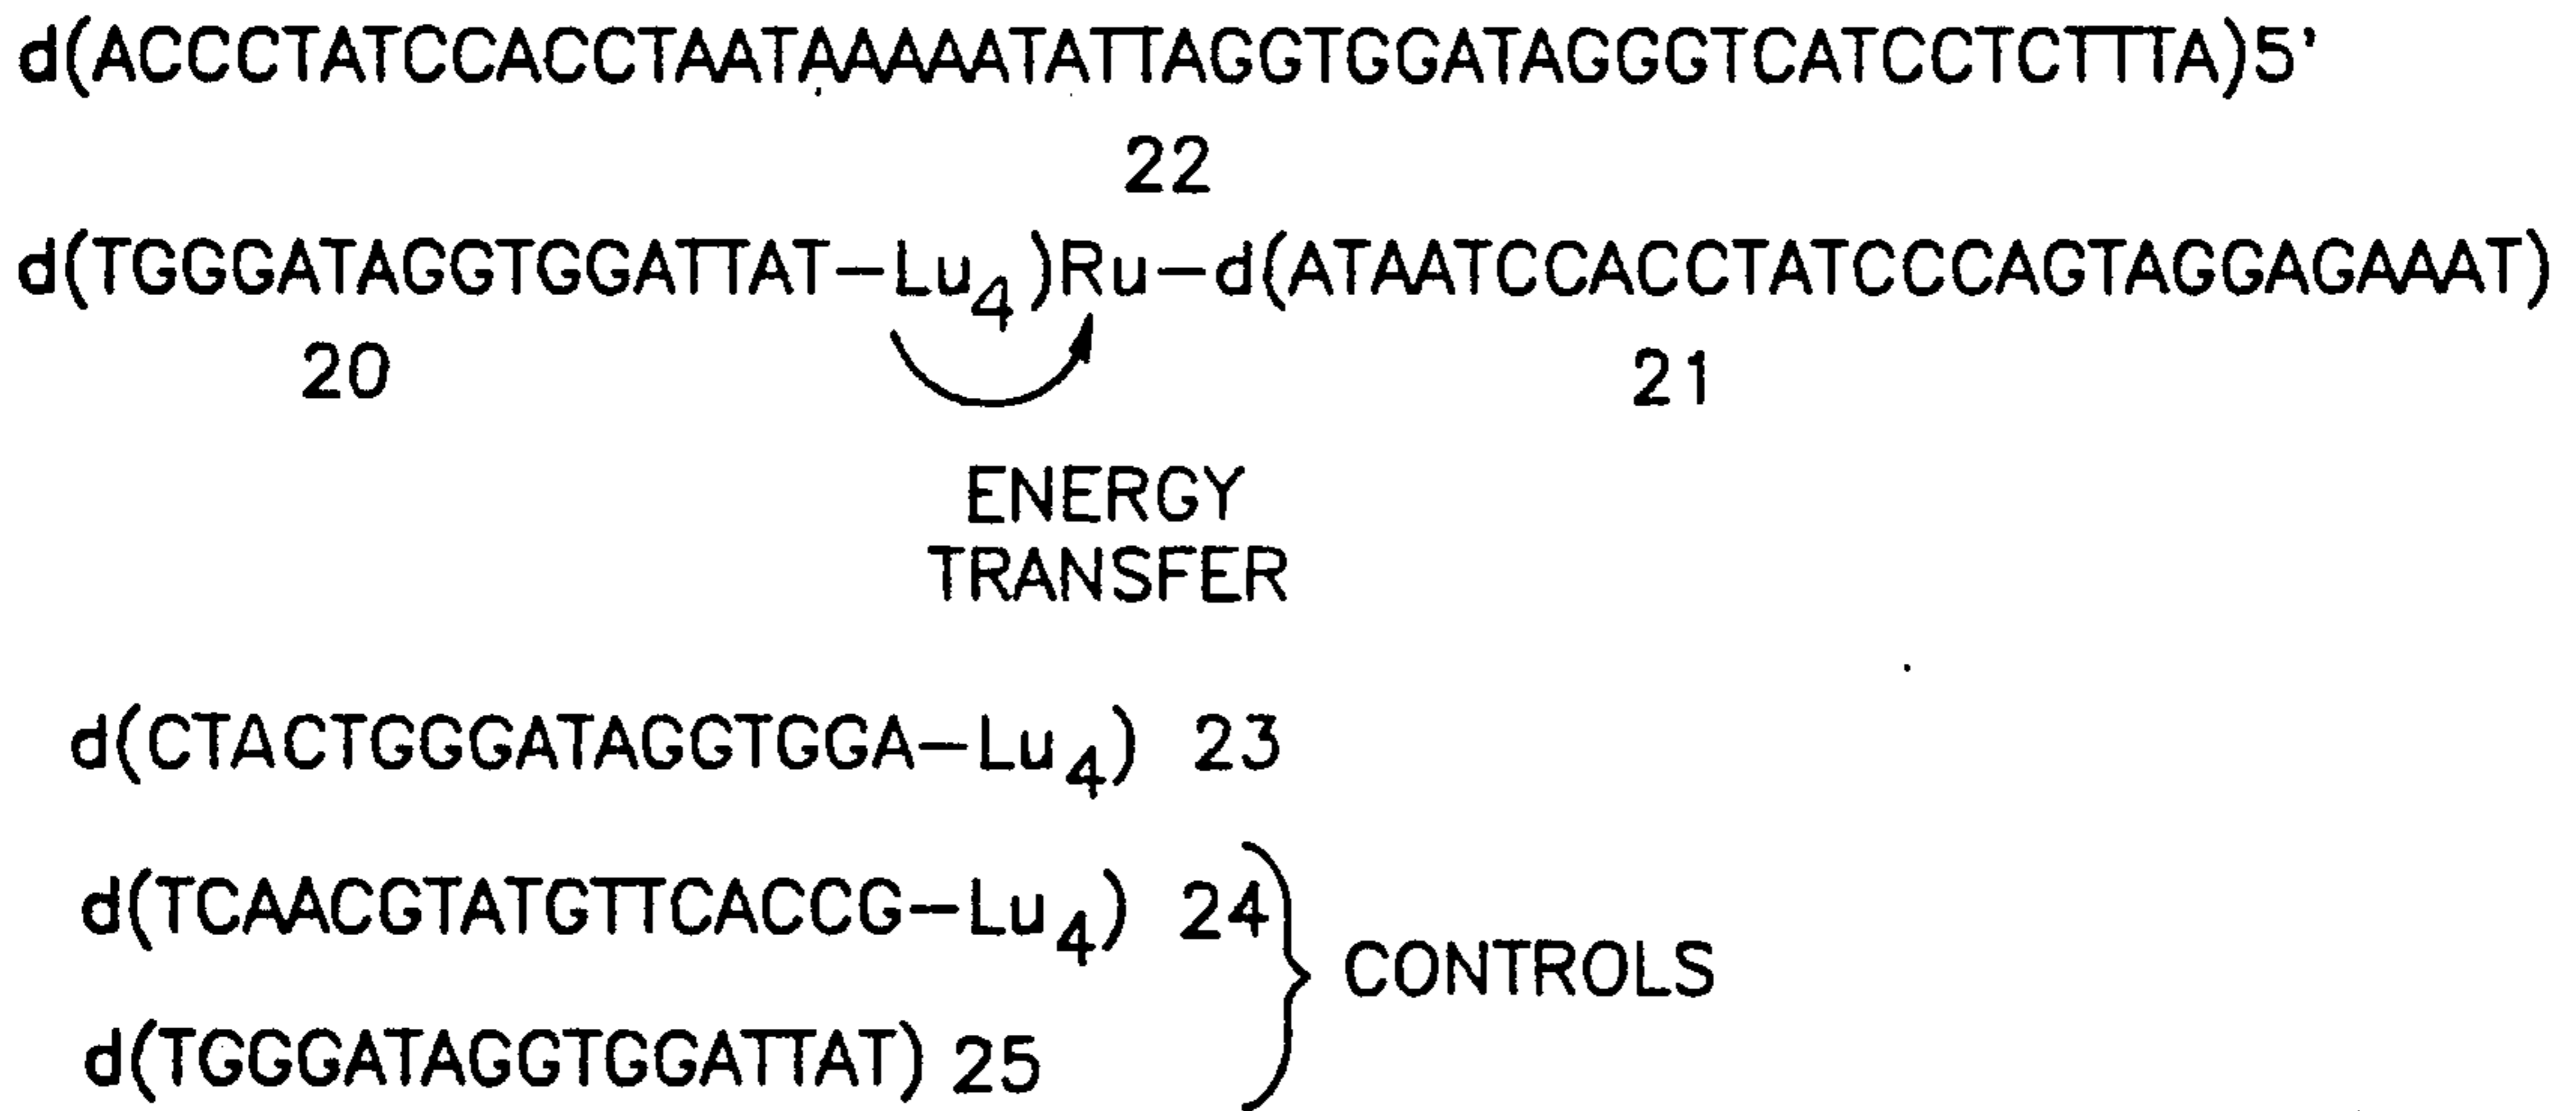 d(ACCCTATCCACCTAATAAAAATATTAGGTGGATAGGGTCATCCTCTTTA)5'
22
d(TGGGATAGGTGGATTAT-Lu4)Ru-d(ATAATCCACCTATCCCAGTAGGAGAAAT)
20
21
ENERGY
TRANSFER
d(CTACTGGGATAGGTGGA-Lu4) 23
d(TCAACGTATGTTCACCG-Lu4) 24
CONTROLS
d(TGGGATAGGTGGATTAT) 25